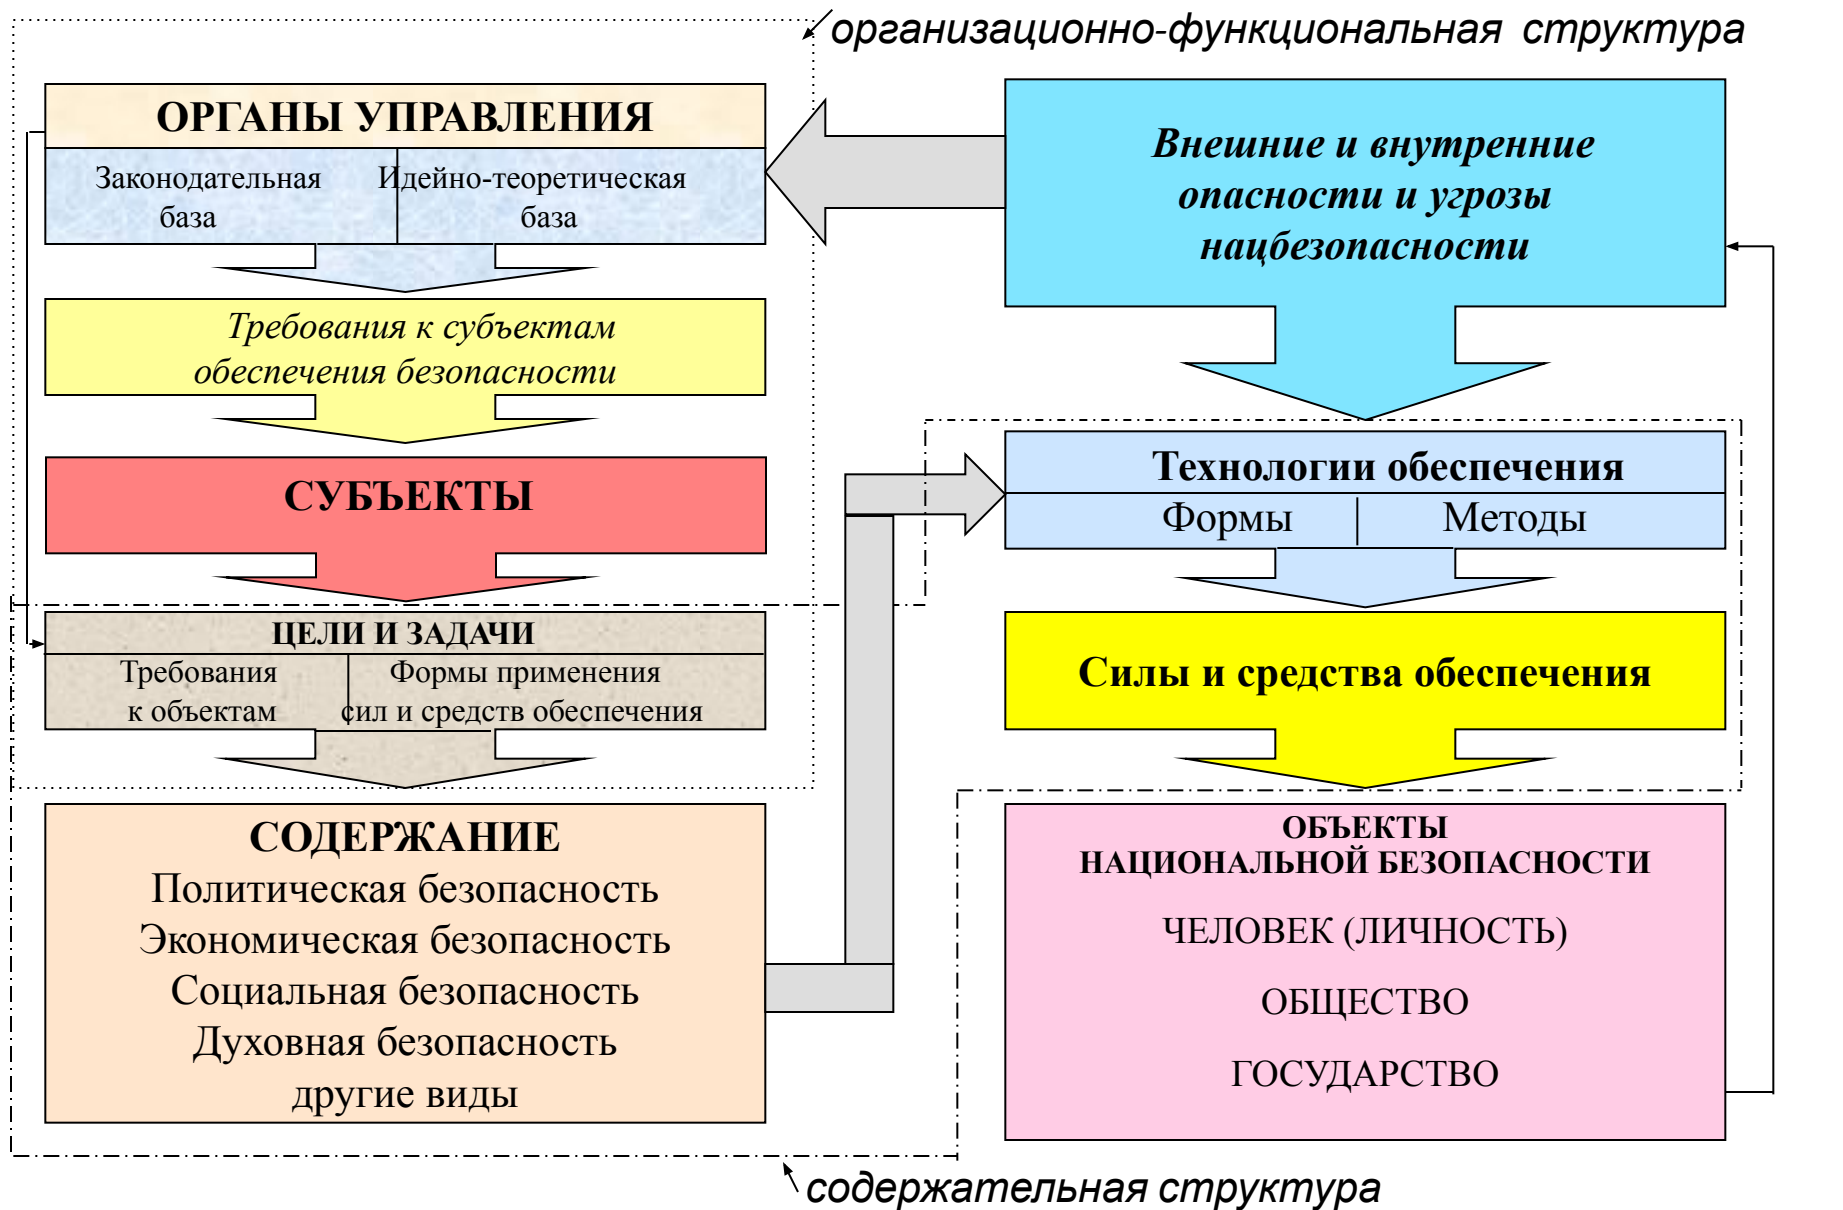 организационно-функциональная структура
ОРГАНЫ УПРАВЛЕНИЯ
Законодательная Идейно-теоретическая
база база
Требования к субъектам
обеспечения безопасности
СУБЪЕКТЫ
ЦЕЛИ И ЗАДАЧИ
Требования Формы применения
к объектам сил и средств обеспечения
СОДЕРЖАНИЕ
Политическая безопасность
Экономическая безопасность
Социальная безопасность
Духовная безопасность
другие виды
Внешние и внутренние
опасности и угрозы
нацбезопасности
Технологии обеспечения
Формы Методы
Силы и средства обеспечения
ОБЪЕКТЫ
НАЦИОНАЛЬНОЙ БЕЗОПАСНОСТИ
ЧЕЛОВЕК (ЛИЧНОСТЬ)
ОБЩЕСТВО
ГОСУДАРСТВО
содержательная структура